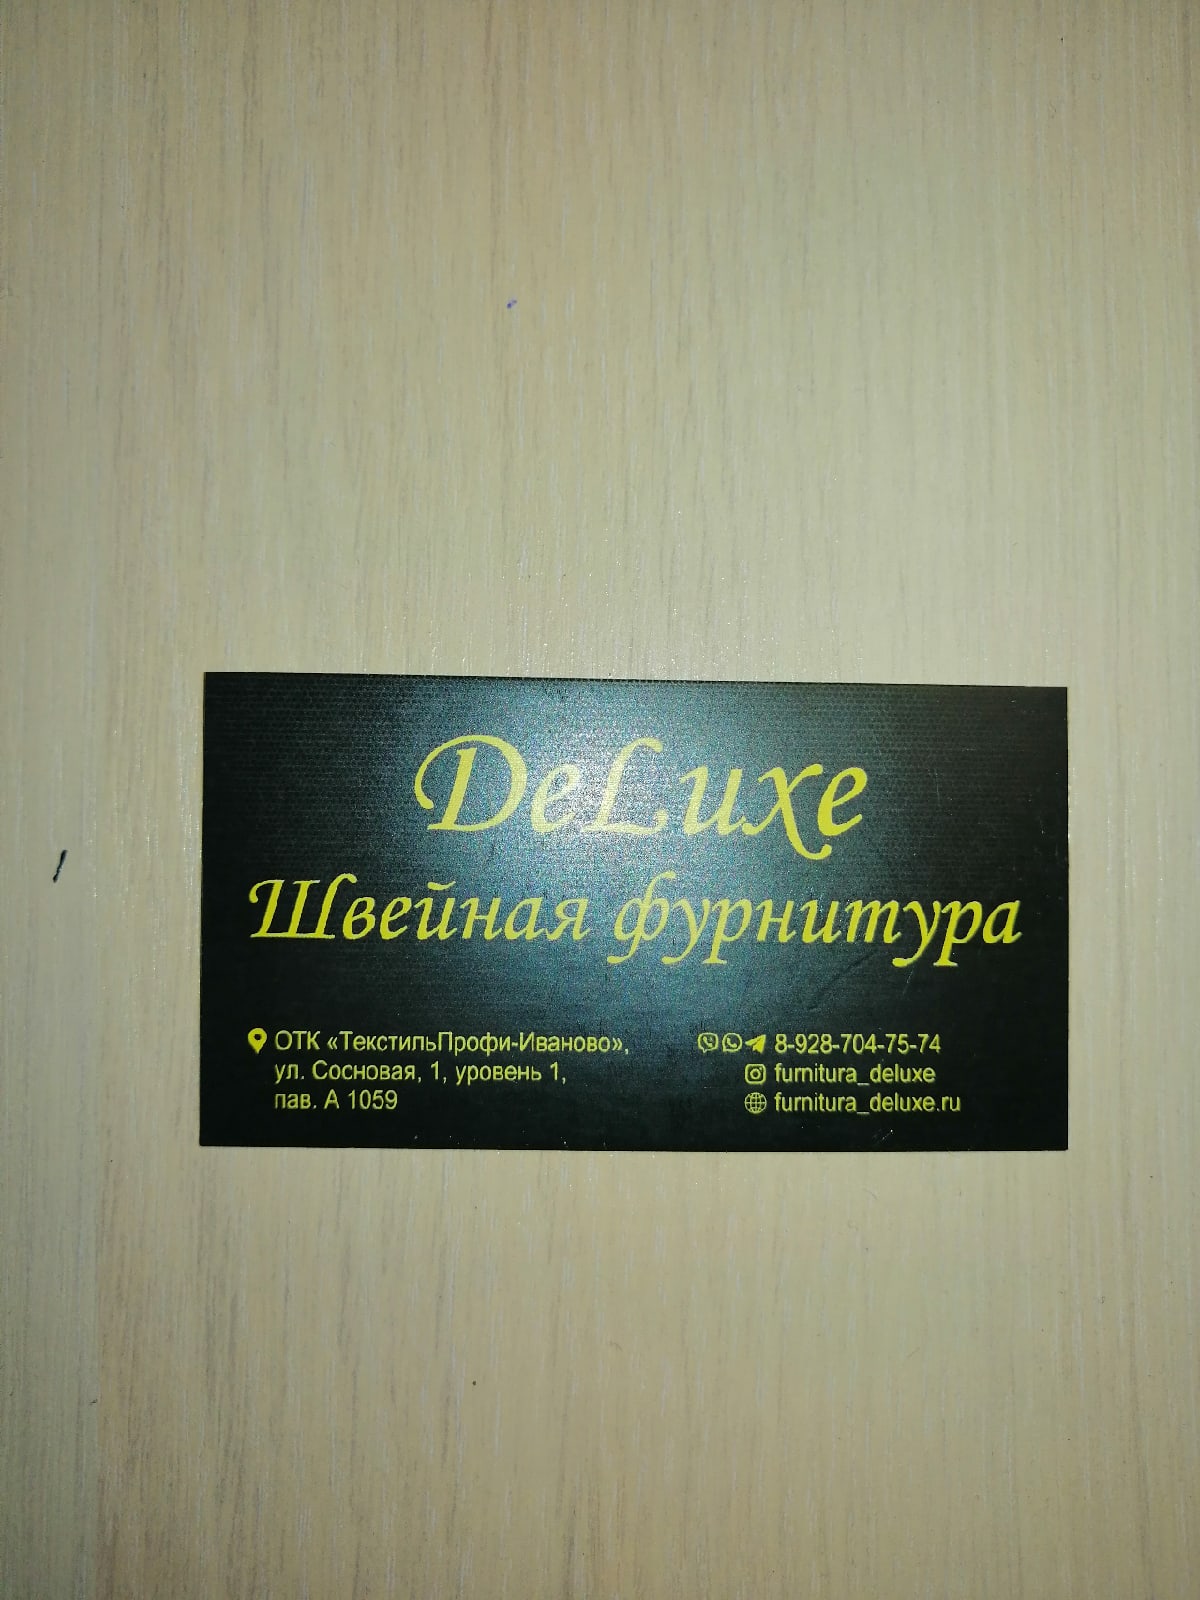 DeLuxe
Швейная фурнитура
ОТК «ТекстильПрофи-Иваново»,
ул. Сосновая, 1, уровень 1,
пав. А 1059
8-928-704-75-74
furnitura_deluxe
furnitura_deluxe.ru